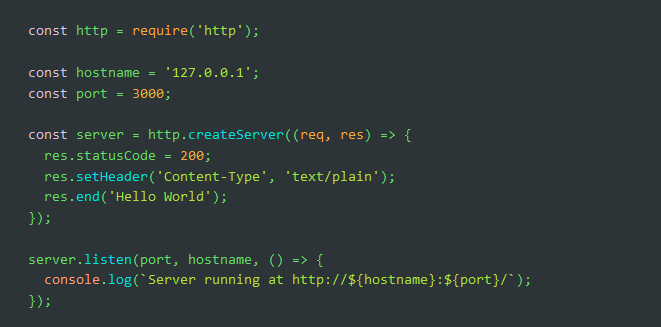 const http = require('http');
const hostname = '127.0.0.1';
const port = 3000;
const server = http.createServer((req, res) => {
  res.statusCode = 200;
  res.setHeader('Content-Type', 'text/plain');
  res.end('Hello World');
});
server.listen(port, hostname, () => {
  console.log(`Server running at http://${hostname}:${port}/`);
});